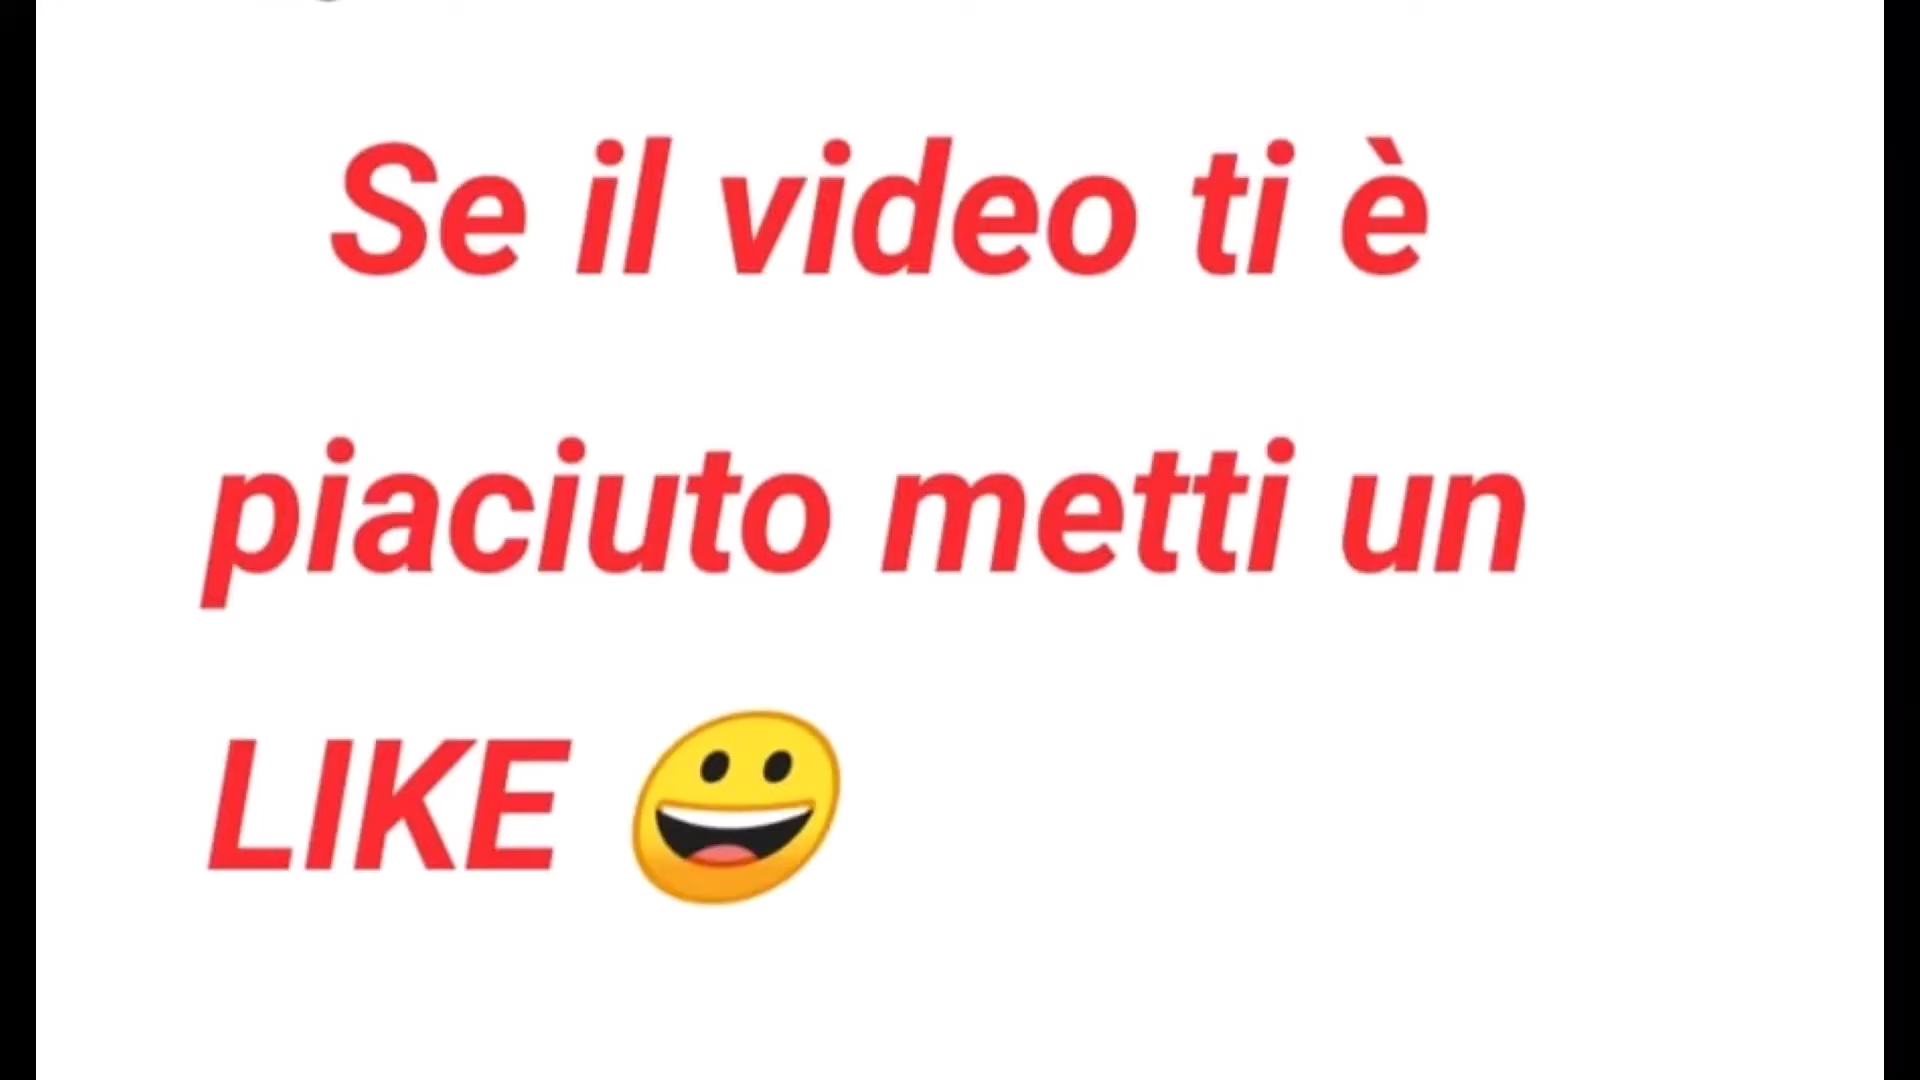 Se il video ti è
piaciuto metti un
LIKE 😀